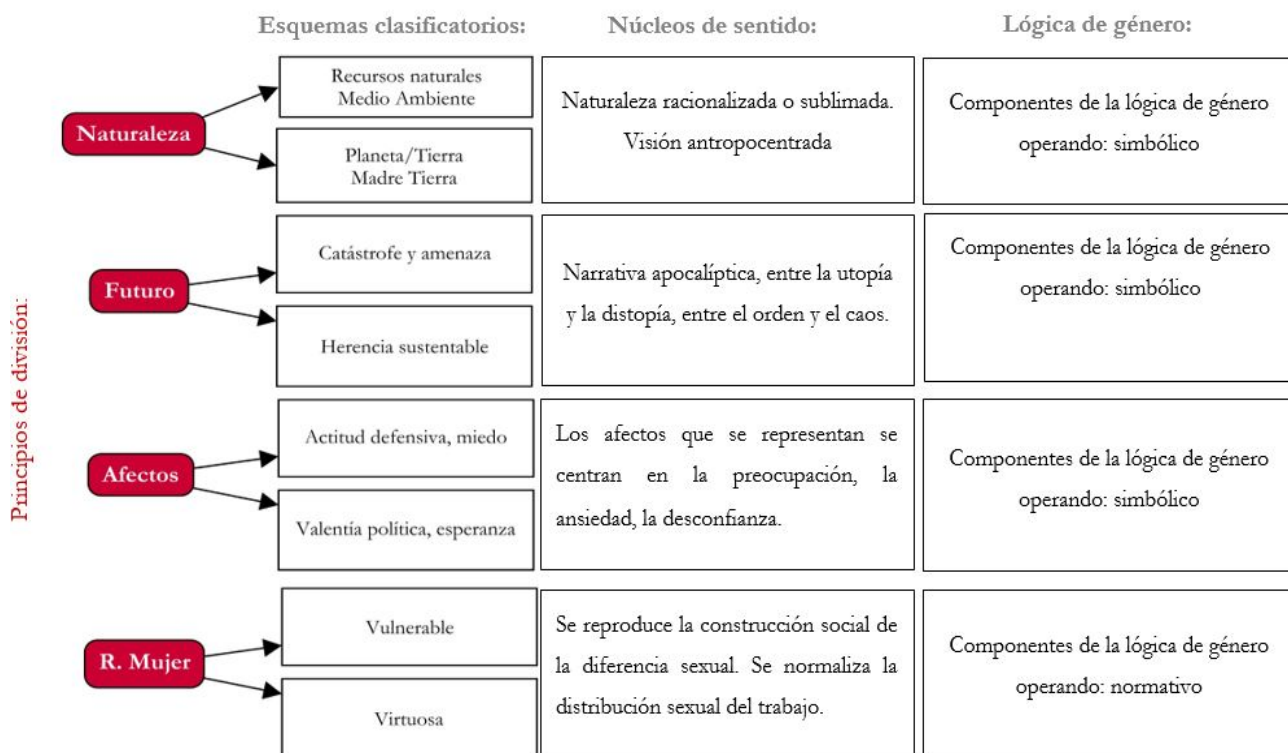 Esquemas clasificatorios:
Núcleos de sentido:
Lógica de género:
Principios de división:
Naturaleza
Recursos naturales
Medio Ambiente
Planeta/Tierra
Madre Tierra
Naturaleza racionalizada o sublimada.
Visión antropocentrada
Componentes de la lógica de género
operando: simbólico
Futuro
Catástrofe y amenaza
Herencia sustentable
Narrativa apocalíptica, entre la utopía
y la distopía, entre el orden y el caos.
Componentes de la lógica de género
operando: simbólico
Afectos
Actitud defensiva, miedo
Valentía política, esperanza
Los afectos que se representan se
centran en la preocupación, la
ansiedad, la desconfianza.
Componentes de la lógica de género
operando: simbólico
R. Mujer
Vulnerable
Virtuosa
Se reproduce la construcción social de
la diferencia sexual. Se normaliza la
distribución sexual del trabajo.
Componentes de la lógica de género
operando: normativo